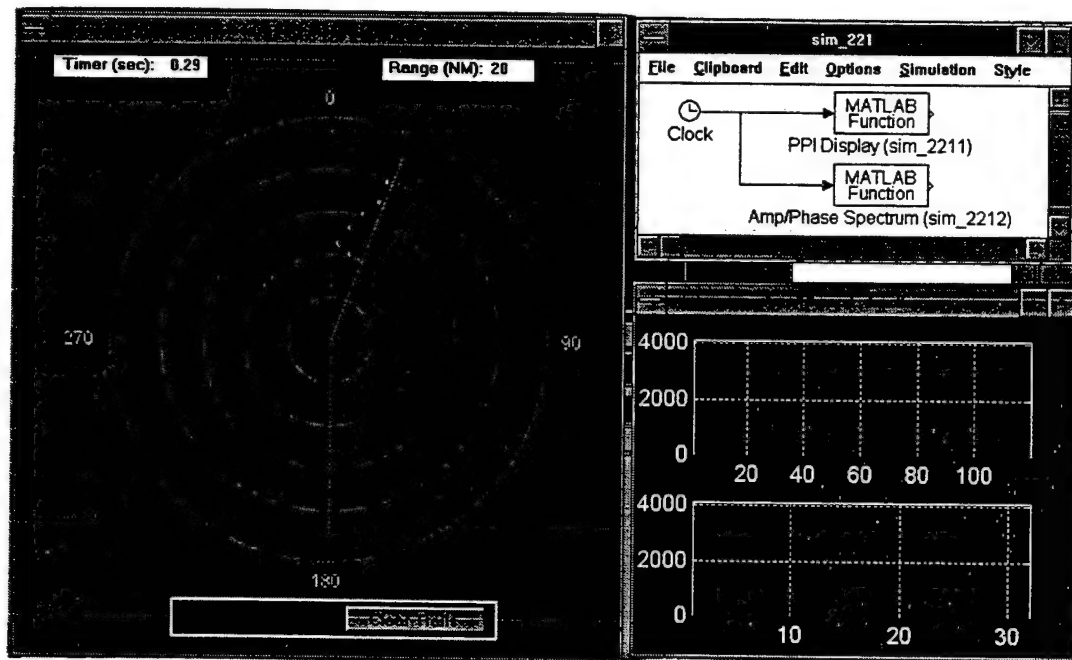 Timer (sec): 0.29
Range (NM): 20
0
270
90
180
sim_221
File Clipboard Edit Options Simulation Style
Clock
MATLAB
Function
PPI Display (sim_2211)
MATLAB
Function
Amp/Phase Spectrum (sim_2212)
4000
2000
0
20 40 60 80 100
4000
2000
0
10 20 30